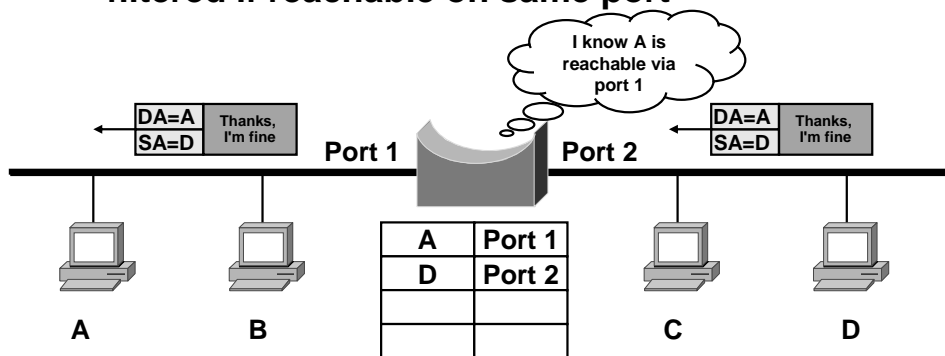 filtered if reachable on same port
I know A is
reachable via
port 1
DA=A
SA=D
Thanks,
I'm fine
Port 1
Port 2
DA=A
SA=D
Thanks,
I'm fine
A Port 1
D Port 2
A
B
C
D